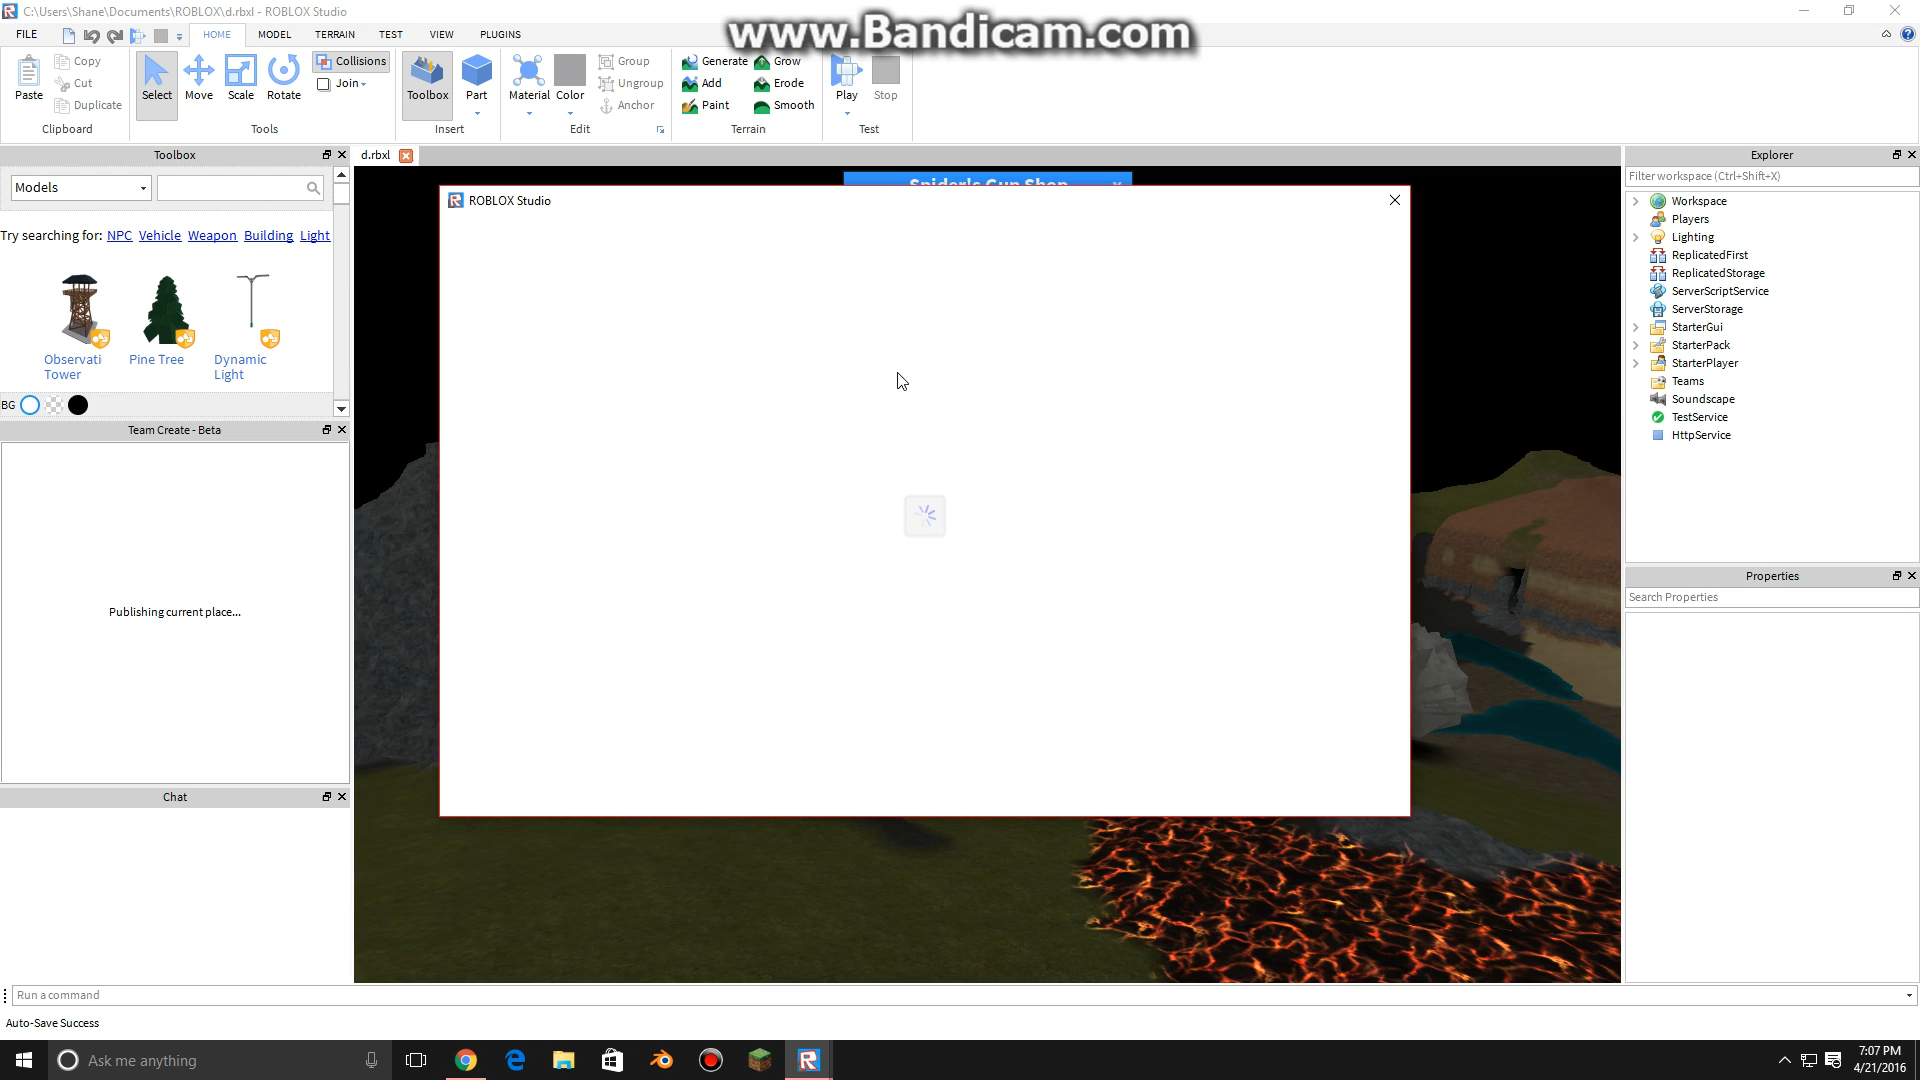 C:\Users\Shane\Documents\ROBLOX\d.rbxl - ROBLOX Studio
www.Bandicam.com
FILE HOME MODEL TERRAIN TEST VIEW PLUGINS
Paste Copy Cut Duplicate
Clipboard
Select Move Scale Rotate Collisions Join
Tools
Toolbox Part
Insert
Material Color Group Ungroup Anchor
Edit
Generate Grow
Add Erode
Paint Smooth
Terrain
Play Stop
Test
Toolbox
Models
Try searching for: NPC Vehicle Weapon Building Light
Observati
Tower
Pine Tree
Dynamic
Light
BG
Team Create - Beta
Publishing current place...
Chat
d.rbxl
Spider's Gun Shop
ROBLOX Studio
Explorer
Filter workspace (Ctrl+Shift+X)
Workspace
Players
Lighting
ReplicatedFirst
ReplicatedStorage
ServerScriptService
ServerStorage
StarterGui
StarterPack
StarterPlayer
Teams
Soundscape
TestService
HttpService
Properties
Search Properties
Run a command
Auto-Save Success
Ask me anything
7:07 PM
4/21/2016